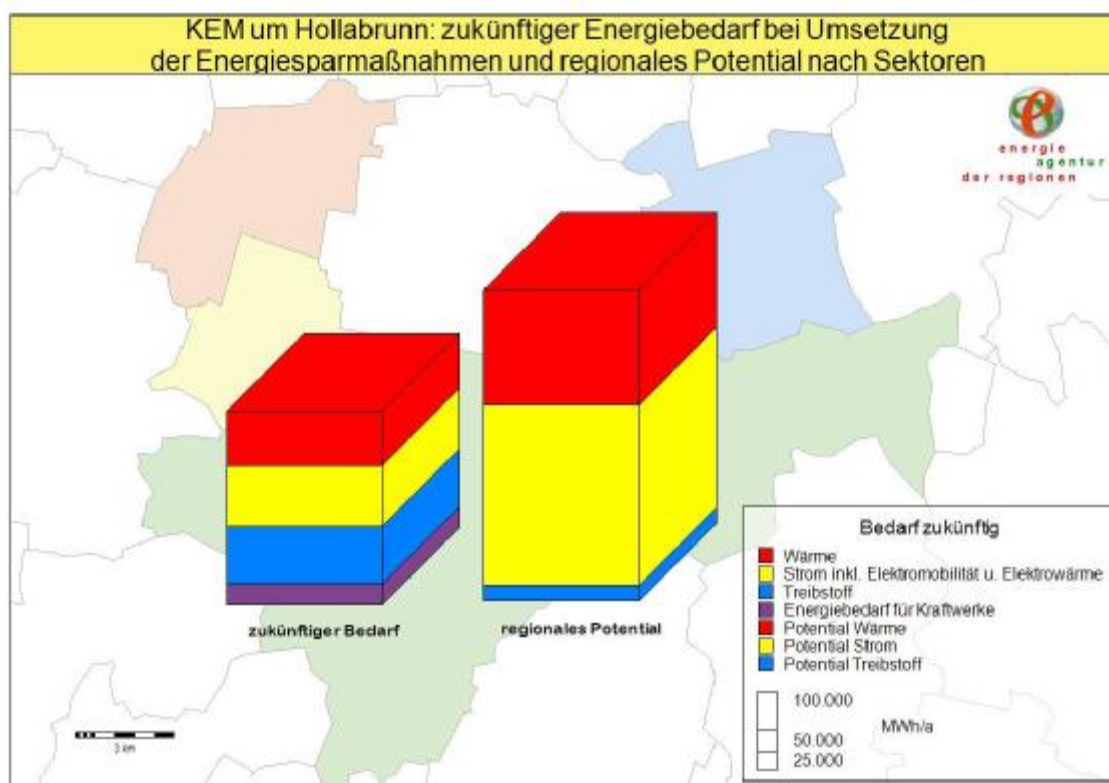 KEM um Hollabrunn: zukünftiger Energiebedarf bei Umsetzung
der Energiesparmaßnahmen und regionales Potential nach Sektoren
energie
agentur
der regionen
zukünftiger Bedarf
regionales Potential
Bedarf zukünftig
Wärme
Strom inkl. Elektromobilität u. Elektrowärme
Treibstoff
Energiebedarf für Kraftwerke
Potential Wärme
Potential Strom
Potential Treibstoff
100.000
MWh/a
50.000
25.000
3 km